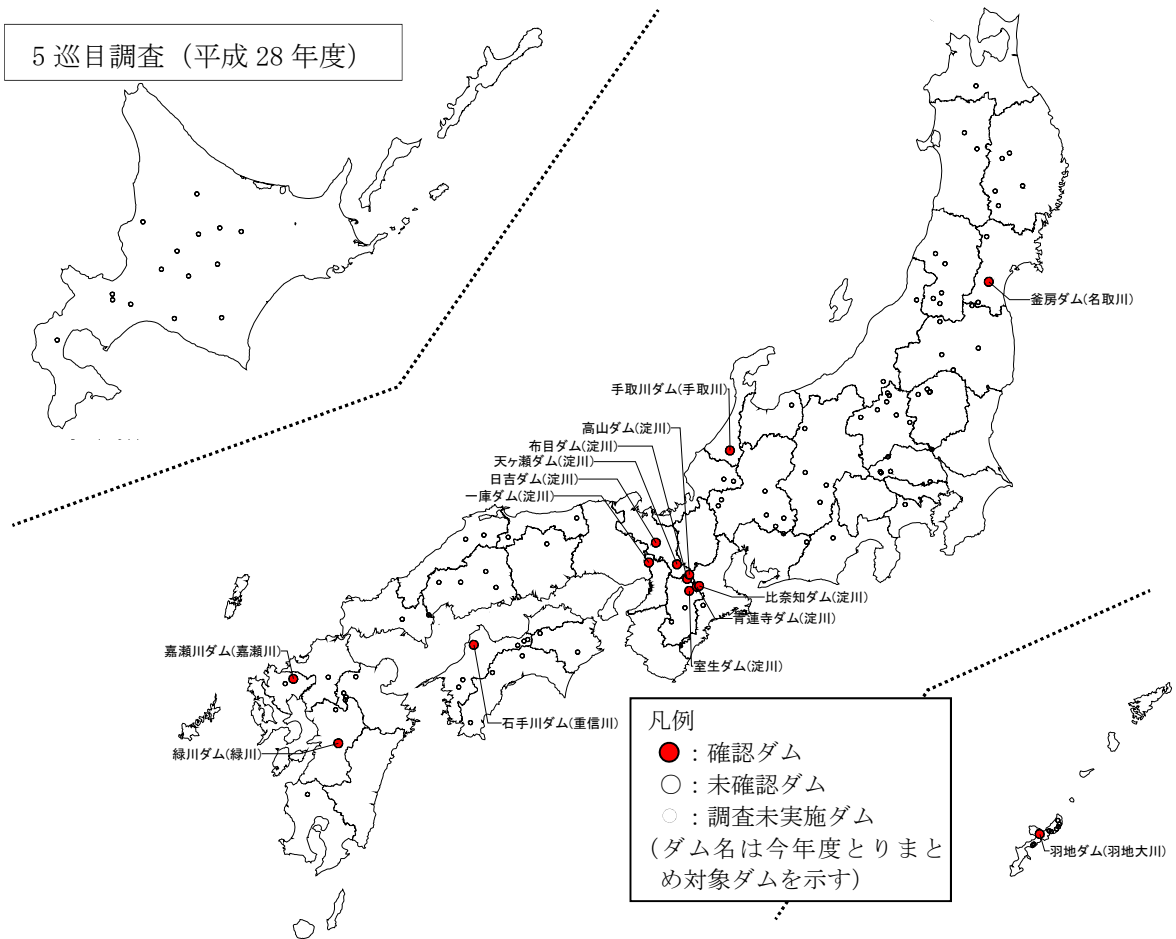 5 巡目調査（平成 28 年度）
釜房ダム(名取川)
手取川ダム(手取川)
高山ダム(淀川)
布目ダム(淀川)
天ヶ瀬ダム(淀川)
日吉ダム(淀川)
一庫ダム(淀川)
比奈知ダム(淀川)
青蓮寺ダム(淀川)
室生ダム(淀川)
嘉瀬川ダム(嘉瀬川)
石手川ダム(重信川)
緑川ダム(緑川)
凡例
：確認ダム
：未確認ダム
：調査未実施ダム
(ダム名は今年度とりまと
め対象ダムを示す)
羽地ダム(羽地大川)